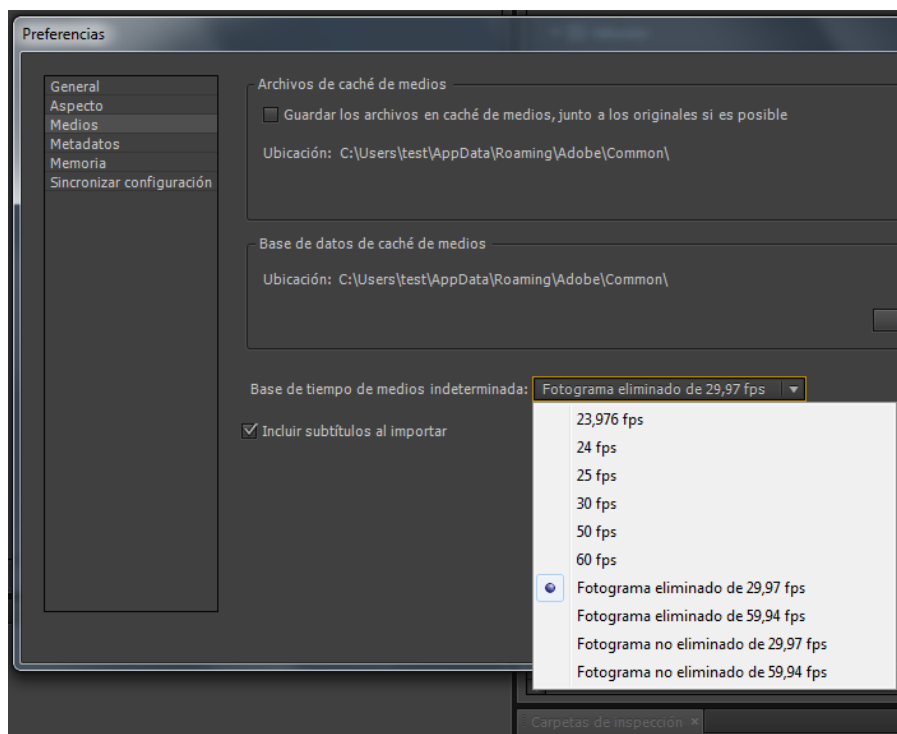 Preferencias
General
Aspecto
Medios
Metadatos
Memoria
Sincronizar configuración
Archivos de caché de medios
Guardar los archivos en caché de medios, junto a los originales si es posible
Ubicación: C:\Users\test\AppData\Roaming\Adobe\Common\
Base de datos de caché de medios
Ubicación: C:\Users\test\AppData\Roaming\Adobe\Common\
Base de tiempo de medios indeterminada: Fotograma eliminado de 29,97 fps
Incluir subtítulos al importar
23,976 fps
24 fps
25 fps
30 fps
50 fps
60 fps
Fotograma eliminado de 29,97 fps
Fotograma eliminado de 59,94 fps
Fotograma no eliminado de 29,97 fps
Fotograma no eliminado de 59,94 fps
Carpetas de inspección ×